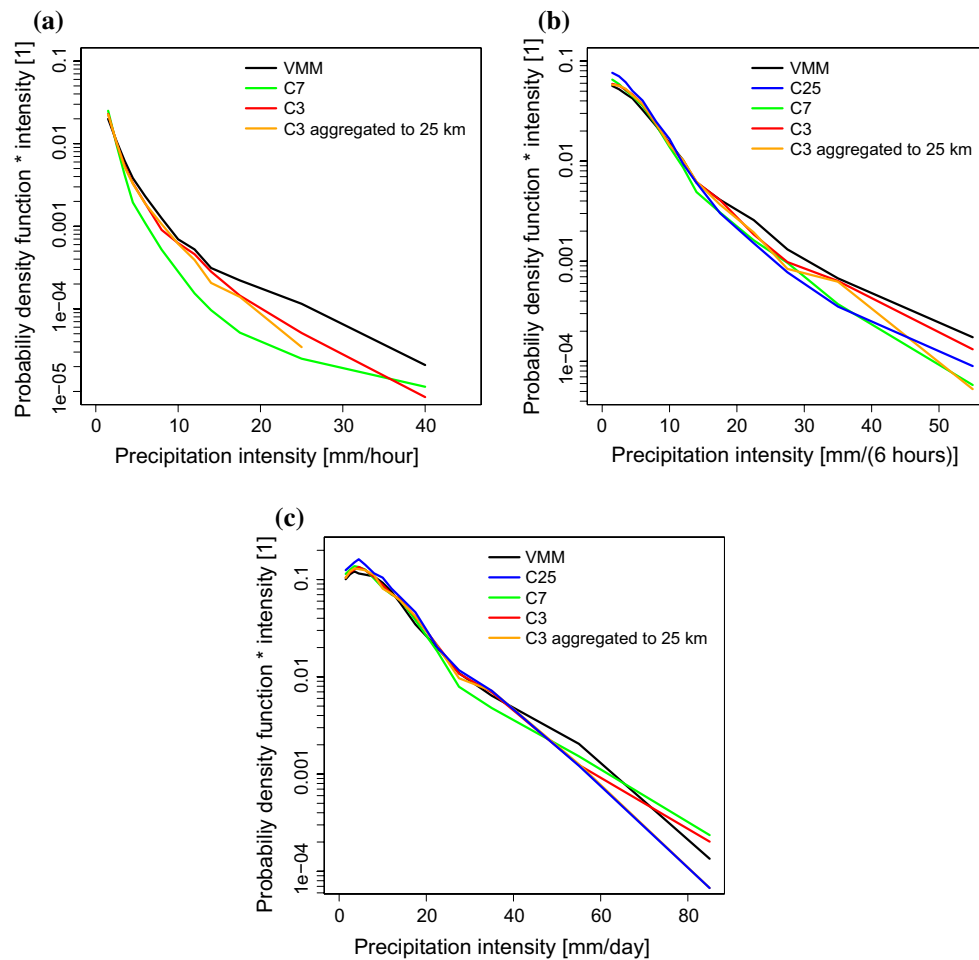 (a)
Probabiliy density function * intensity [1]
0.1
0.01
0.001
1e-04
1e-05
VMM
C7
C3
C3 aggregated to 25 km
0 10 20 30 40
Precipitation intensity [mm/hour]
(b)
Probabiliy density function * intensity [1]
0.1
0.01
0.001
1e-04
VMM
C25
C7
C3
C3 aggregated to 25 km
0 10 20 30 40 50
Precipitation intensity [mm/(6 hours)]
(c)
Probabiliy density function * intensity [1]
0.1
0.01
0.001
1e-04
VMM
C25
C7
C3
C3 aggregated to 25 km
0 20 40 60 80
Precipitation intensity [mm/day]